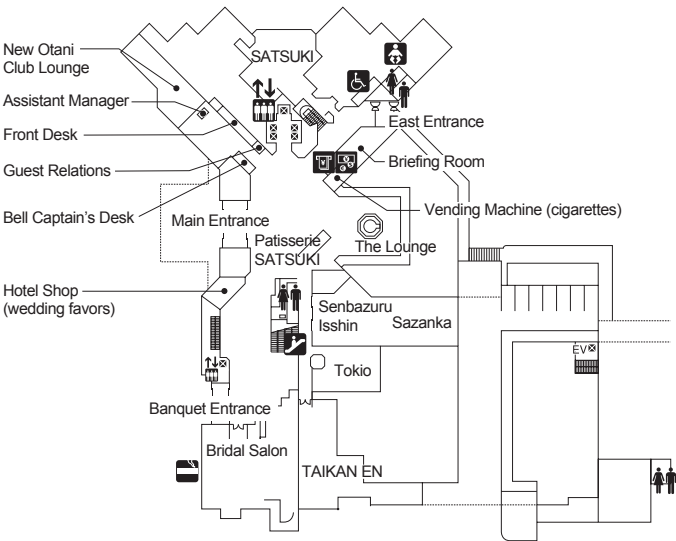 New Otani
Club Lounge
SATSUKI
Assistant Manager
Front Desk
East Entrance
Guest Relations
Briefing Room
Bell Captain's Desk
Vending Machine (cigarettes)
Main Entrance
Patisserie
SATSUKI
The Lounge
Hotel Shop
(wedding favors)
Senbazuru
Isshin
Sazanka
EV
Tokio
Banquet Entrance
Bridal Salon
TAIKAN EN